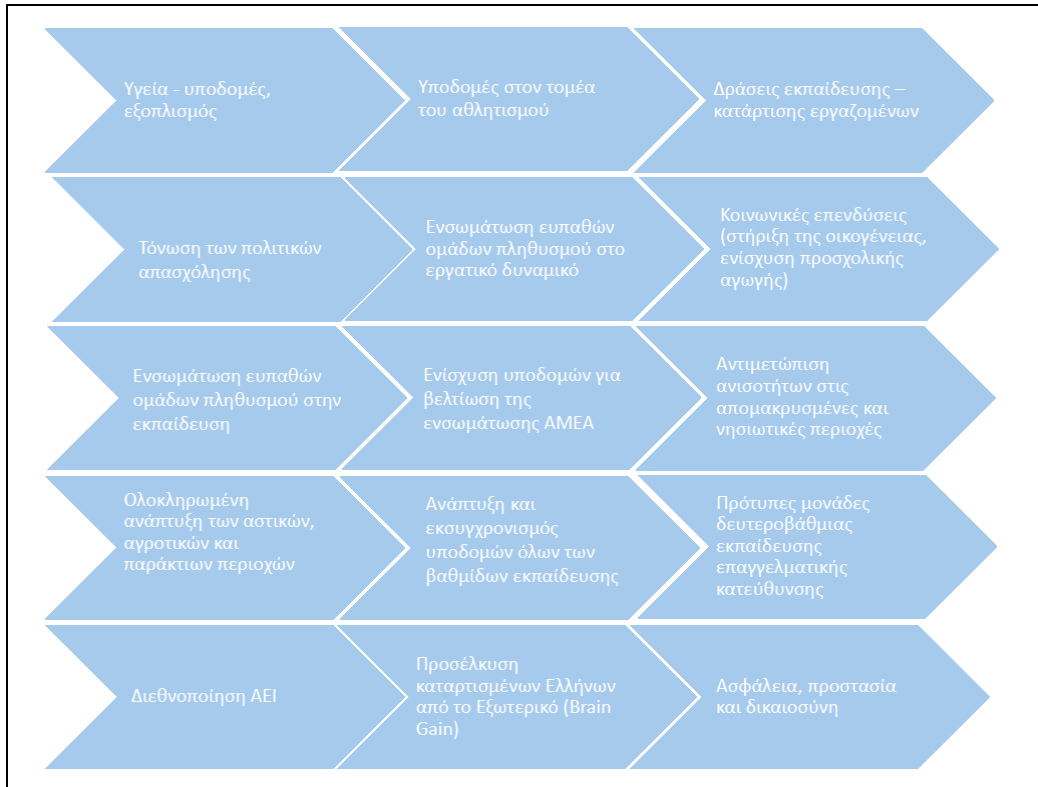 Υγεία - υποδομές,
εξοπλισμός
Υποδομές στον τομέα
του αθλητισμού
Δράσεις εκπαίδευσης –
κατάρτισης εργαζομένων
Τόνωση των πολιτικών
απασχόλησης
Ενσωμάτωση ευπαθών
ομάδων πληθυσμού στο
εργατικό δυναμικό
Κοινωνικές επενδύσεις
(στήριξη της οικογένειας,
ενίσχυση προσχολικής
αγωγής)
Ενσωμάτωση ευπαθών
ομάδων πληθυσμού στην
εκπαίδευση
Ενίσχυση υποδομών για
βελτίωση της
ενσωμάτωσης ΑΜΕΑ
Αντιμετώπιση
ανισοτήτων στις
απομακρυσμένες και
νησιωτικές περιοχές
Ολοκληρωμένη
ανάπτυξη των αστικών,
αγροτικών και
παράκτιων περιοχών
Ανάπτυξη και
εκσυγχρονισμός
υποδομών όλων των
βαθμίδων εκπαίδευσης
Πρότυπες μονάδες
δευτεροβάθμιας
εκπαίδευσης
επαγγελματικής
κατεύθυνσης
Διεθνοποίηση ΑΕΙ
Προσέλκυση
καταρτισμένων Ελλήνων
από το Εξωτερικό (Brain
Gain)
Ασφάλεια, προστασία
και δικαιοσύνη